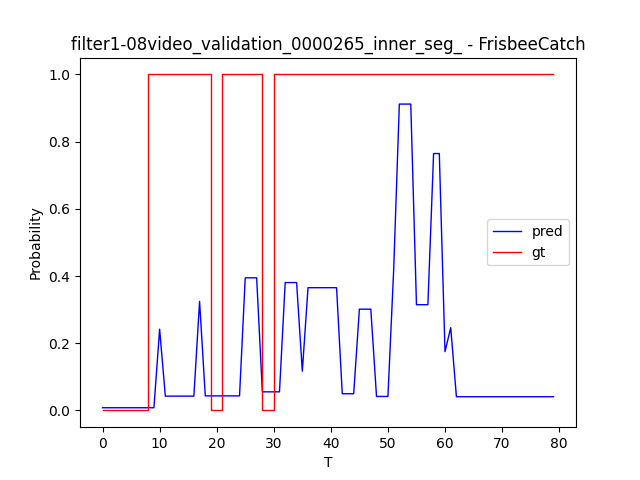 filter1-08video_validation_0000265_inner_seg_ - FrisbeeCatch
1.0
0.8
0.6
0.4
0.2
0.0
Probability
pred
gt
0 10 20 30 40 50 60 70 80
T